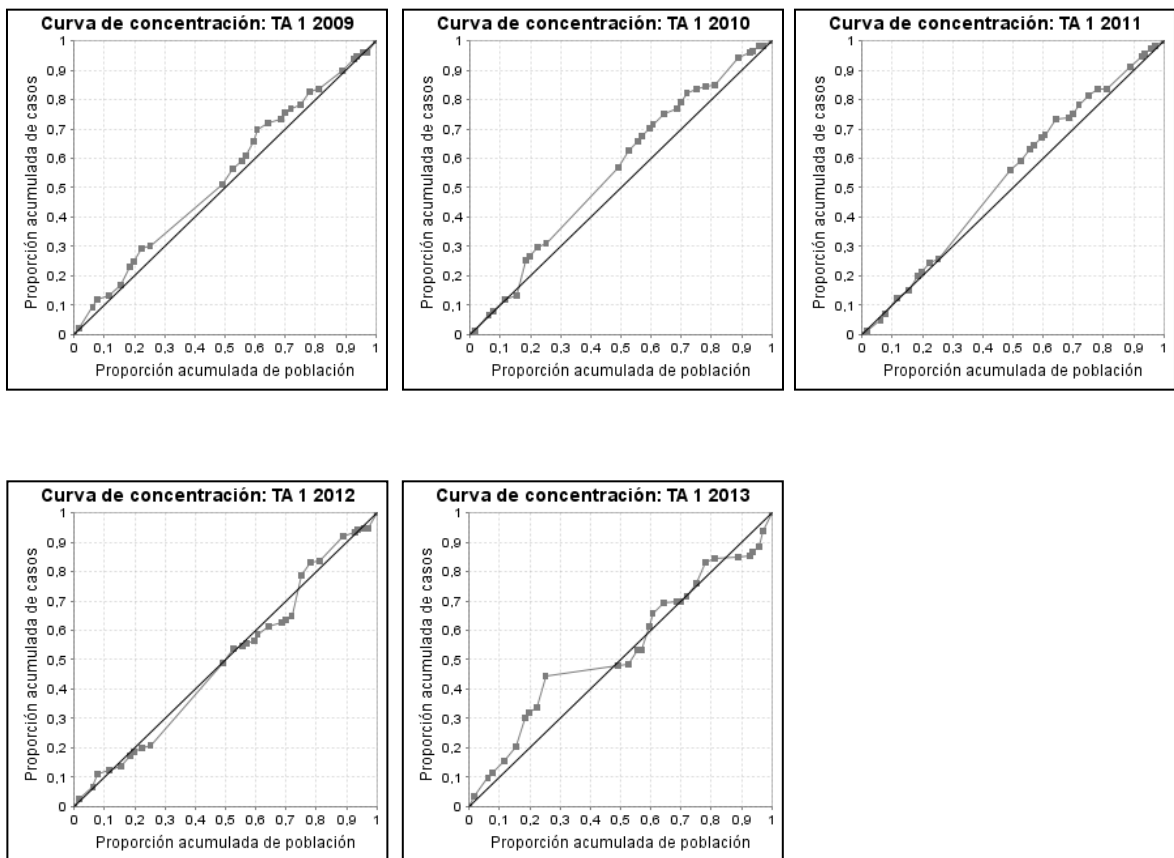 Curva de concentración: TA 1 2009
Proporción acumulada de casos
1
0,9
0,8
0,7
0,6
0,5
0,4
0,3
0,2
0,1
0
0 0,1 0,2 0,3 0,4 0,5 0,6 0,7 0,8 0,9 1
Proporción acumulada de población
Curva de concentración: TA 1 2010
Proporción acumulada de casos
1
0,9
0,8
0,7
0,6
0,5
0,4
0,3
0,2
0,1
0
0 0,1 0,2 0,3 0,4 0,5 0,6 0,7 0,8 0,9 1
Proporción acumulada de población
Curva de concentración: TA 1 2011
Proporción acumulada de casos
1
0,9
0,8
0,7
0,6
0,5
0,4
0,3
0,2
0,1
0
0 0,1 0,2 0,3 0,4 0,5 0,6 0,7 0,8 0,9 1
Proporción acumulada de población
Curva de concentración: TA 1 2012
Proporción acumulada de casos
1
0,9
0,8
0,7
0,6
0,5
0,4
0,3
0,2
0,1
0
0 0,1 0,2 0,3 0,4 0,5 0,6 0,7 0,8 0,9 1
Proporción acumulada de población
Curva de concentración: TA 1 2013
Proporción acumulada de casos
1
0,9
0,8
0,7
0,6
0,5
0,4
0,3
0,2
0,1
0
0 0,1 0,2 0,3 0,4 0,5 0,6 0,7 0,8 0,9 1
Proporción acumulada de población